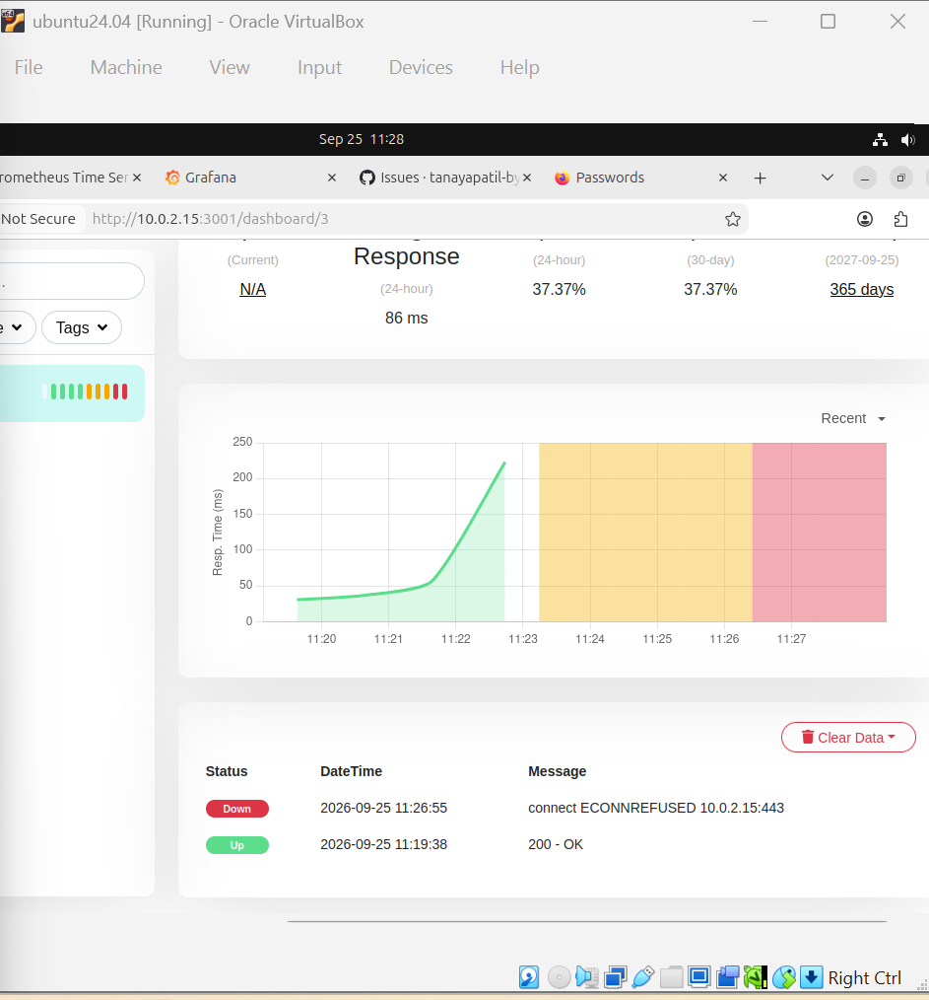 ubuntu24.04 [Running] - Oracle VirtualBox
File Machine View Input Devices Help
Sep 25 11:28
rometheus Time Ser Grafana Issues · tanayapatil-by Passwords
Not Secure http://10.0.2.15:3001/dashboard/3
Response
(Current) (24-hour) (24-hour) (30-day) (2027-09-25)
N/A 86 ms 37.37% 37.37% 365 days
Tags
Recent
250
200
150
100
50
0
Resp. Time (ms)
11:20 11:21 11:22 11:23 11:24 11:25 11:26 11:27
Clear Data
Status DateTime Message
Down 2026-09-25 11:26:55 connect ECONNREFUSED 10.0.2.15:443
Up 2026-09-25 11:19:38 200 - OK
Right Ctrl